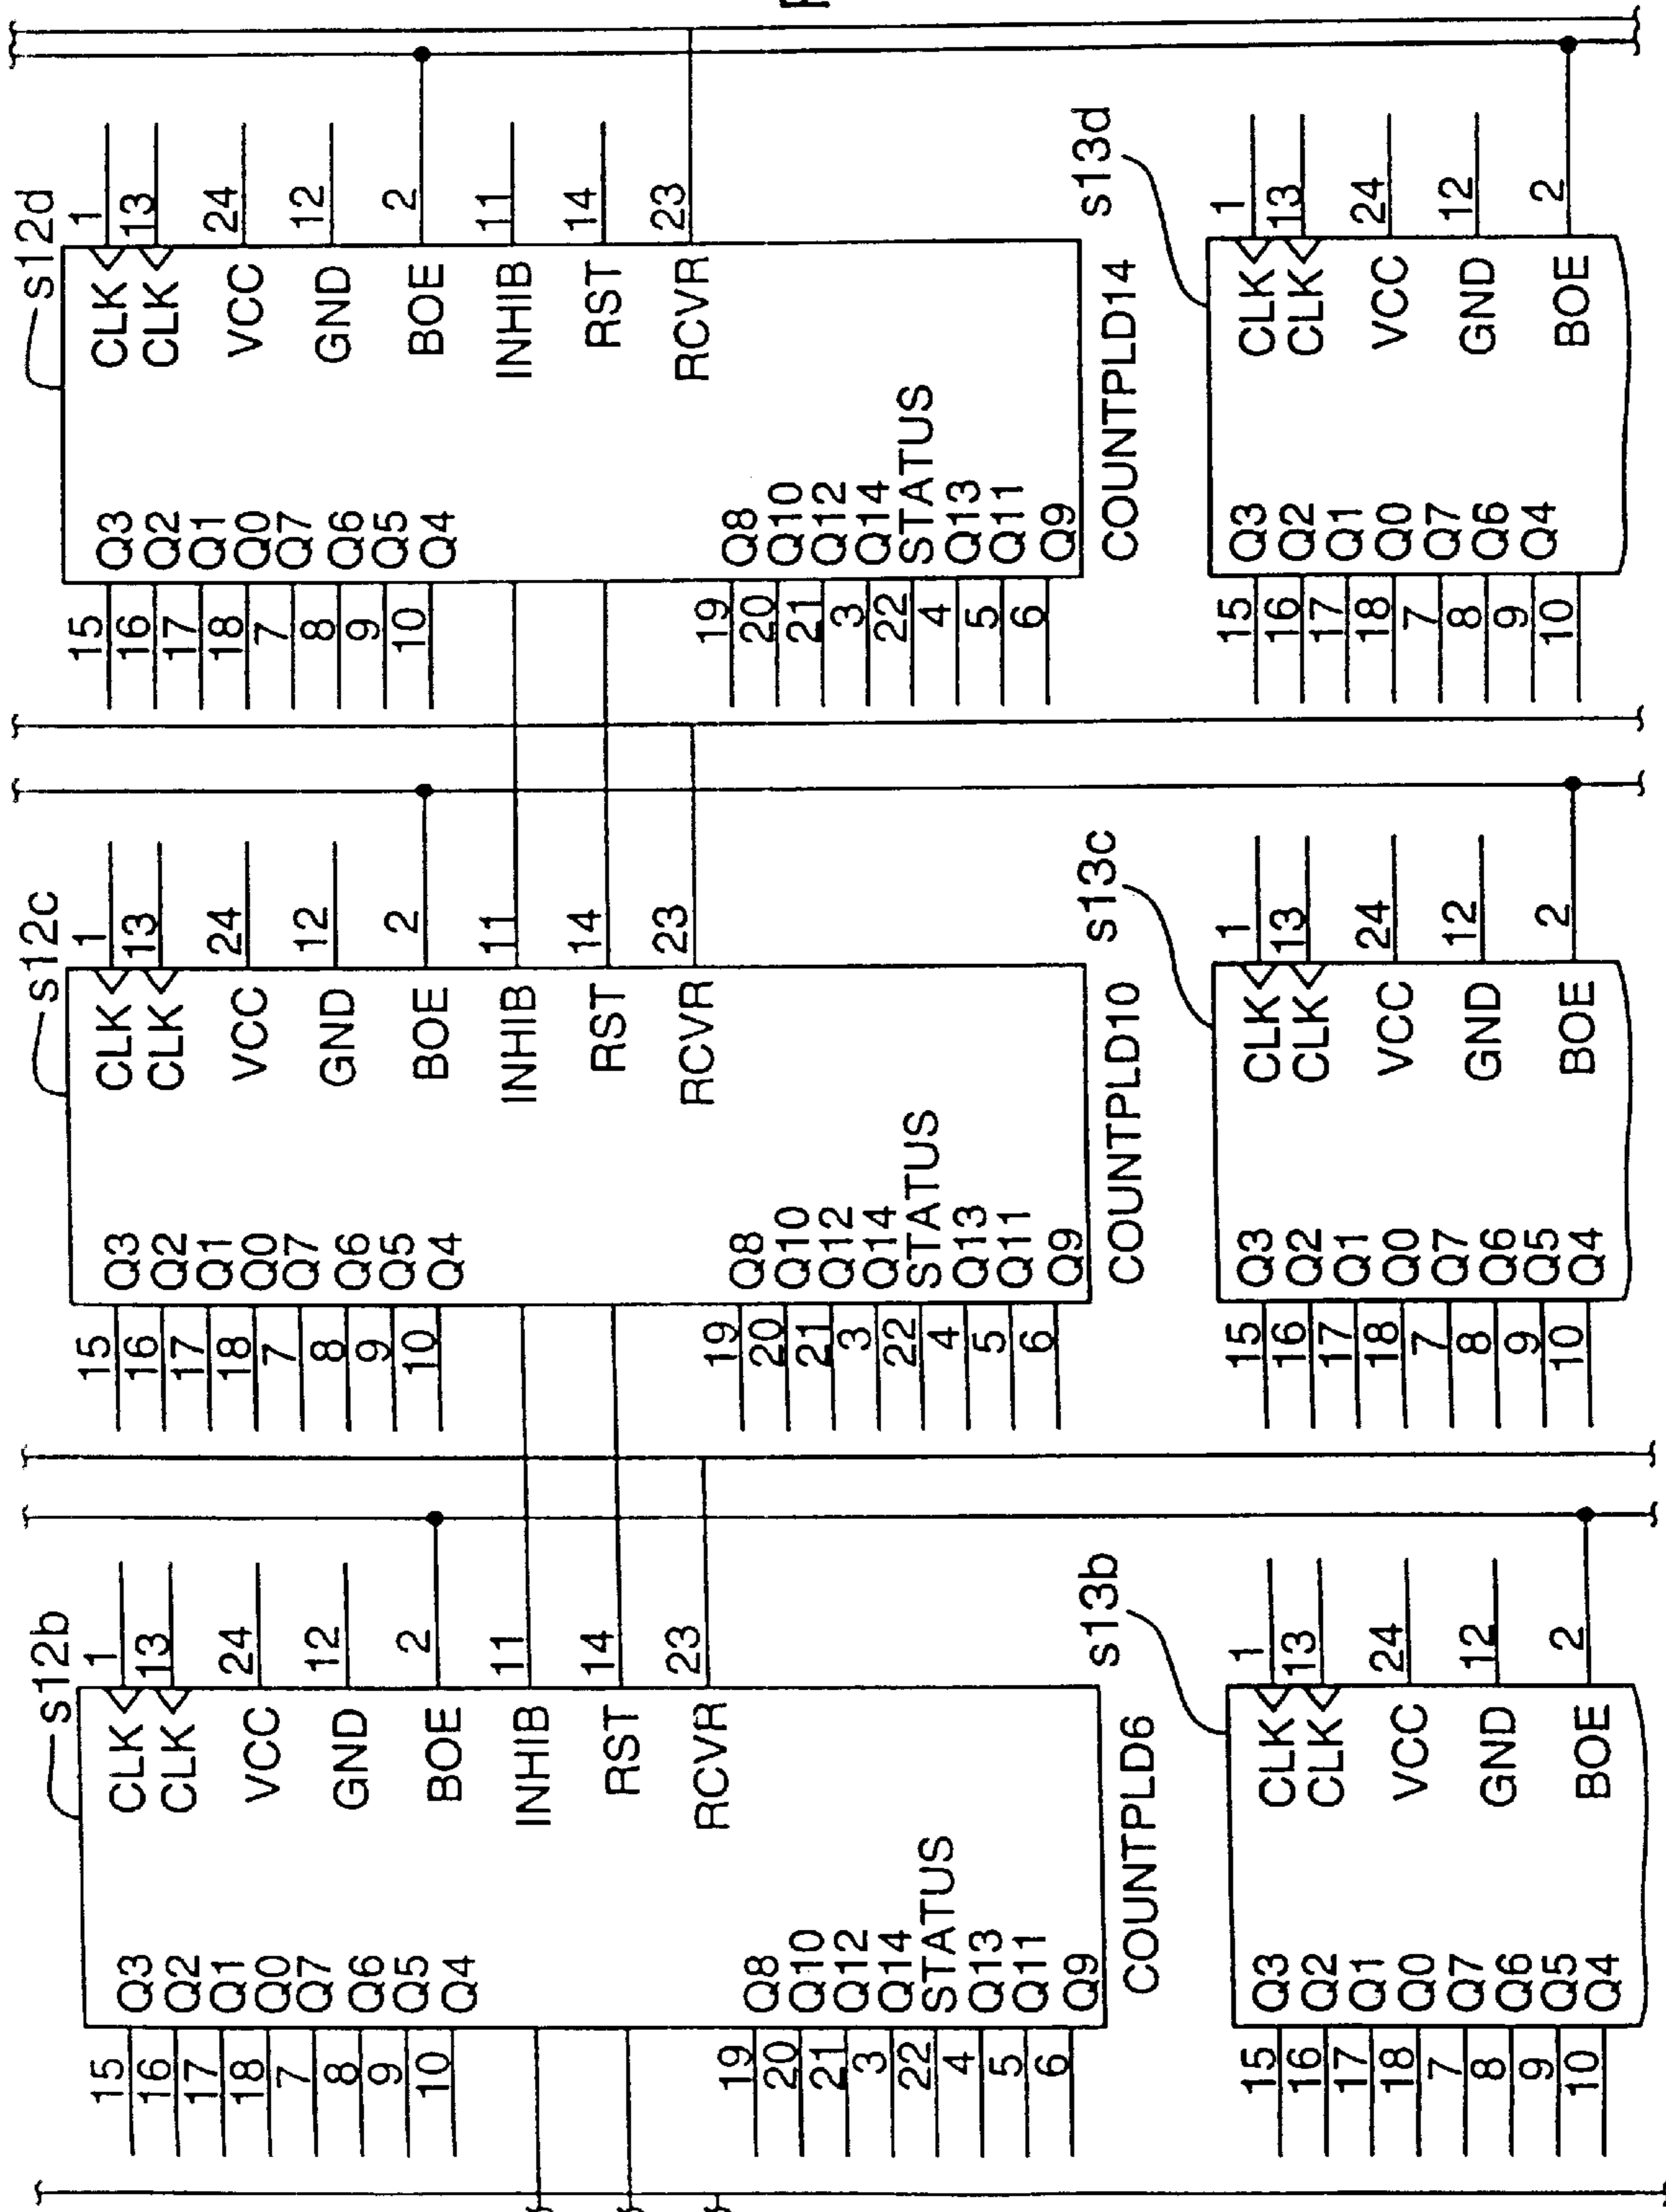 s12b
15 Q3 CLK 1
16 Q2 CLK 13
17 Q1
18 Q0 VCC 24
7 Q7
8 Q6 GND 12
9 Q5
10 Q4 BOE 2
INHIB 11
RST 14
RCVR 23
19 Q8
20 Q10
21 Q12
3 Q14
22 STATUS
4 Q13
5 Q11
6 Q9
COUNTPLD6
s12c
15 Q3 CLK 1
16 Q2 CLK 13
17 Q1
18 Q0 VCC 24
7 Q7
8 Q6 GND 12
9 Q5
10 Q4 BOE 2
INHIB 11
RST 14
RCVR 23
19 Q8
20 Q10
21 Q12
3 Q14
22 STATUS
4 Q13
5 Q11
6 Q9
COUNTPLD10
s12d
15 Q3 CLK 1
16 Q2 CLK 13
17 Q1
18 Q0 VCC 24
7 Q7
8 Q6 GND 12
9 Q5
10 Q4 BOE 2
INHIB 11
RST 14
RCVR 23
19 Q8
20 Q10
21 Q12
3 Q14
22 STATUS
4 Q13
5 Q11
6 Q9
COUNTPLD14
s13b
15 Q3 CLK 1
16 Q2 CLK 13
17 Q1
18 Q0 VCC 24
7 Q7
8 Q6 GND 12
9 Q5
10 Q4 BOE 2
s13c
15 Q3 CLK 1
16 Q2 CLK 13
17 Q1
18 Q0 VCC 24
7 Q7
8 Q6 GND 12
9 Q5
10 Q4 BOE 2
s13d
15 Q3 CLK 1
16 Q2 CLK 13
17 Q1
18 Q0 VCC 24
7 Q7
8 Q6 GND 12
9 Q4
10 BOE 2